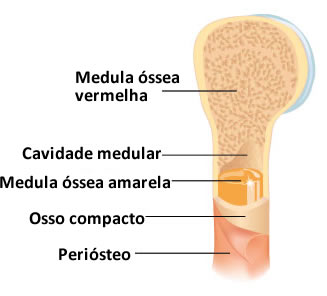 Medula óssea
vermelha
Cavidade medular
Medula óssea amarela
Osso compacto
Periósteo